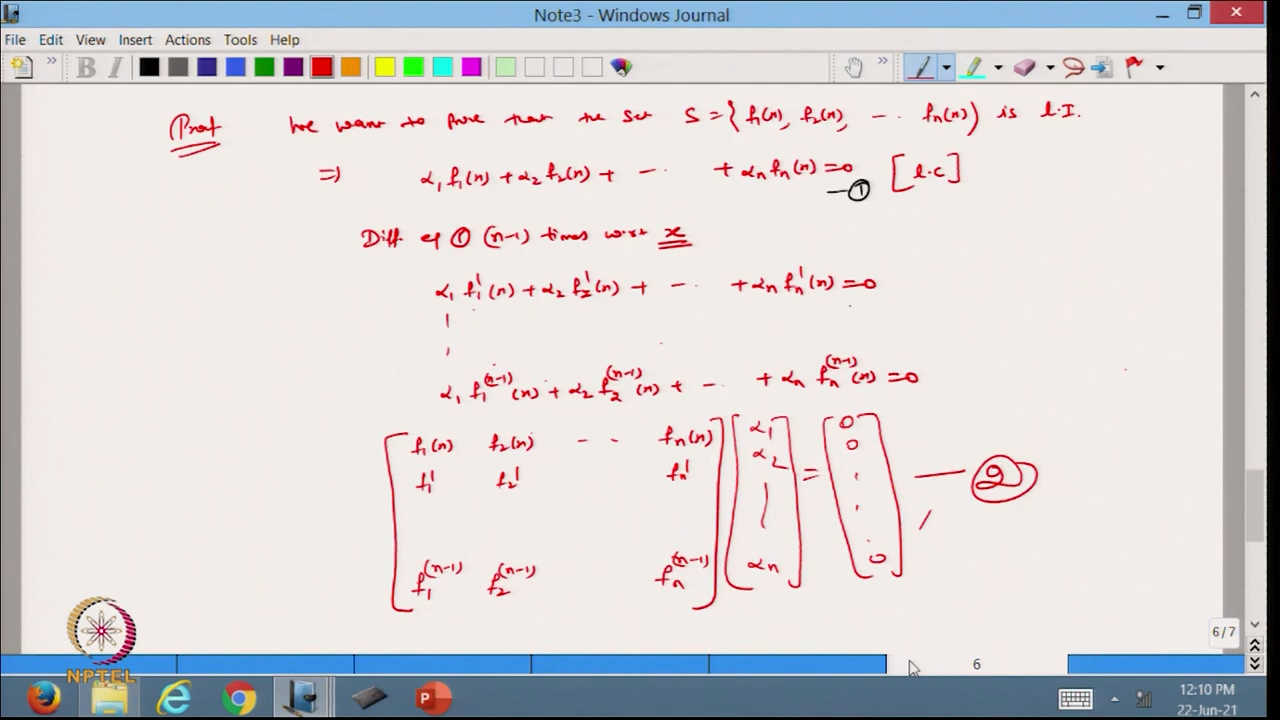 Note3 - Windows Journal
File Edit View Insert Actions Tools Help
Proof We want to prove that the set S = {f₁(x), f₂(x), -- . fₙ(x)} is l.I.
⇒ α₁ f₁(x) + α₂ f₂(x) + -- . + αₙ fₙ(x) = 0 [l.c]
— ①
Diff. eq ① (n-1) times w.r.t x
α₁ f₁'(x) + α₂ f₂'(x) + -- . + αₙ fₙ'(x) = 0
α₁ f₁⁽ⁿ⁻¹⁾(x) + α₂ f₂⁽ⁿ⁻¹⁾(x) + -- . + αₙ fₙ⁽ⁿ⁻¹⁾(x) = 0
f₁(x) f₂(x) - - fₙ(x) α₁ 0
f₁' f₂' fₙ' α₂ = 0 — ②
f₁⁽ⁿ⁻¹⁾ f₂⁽ⁿ⁻¹⁾ fₙ⁽ⁿ⁻¹⁾ αₙ 0
6/7
6
NPTEL
12:10 PM
22-Jun-21